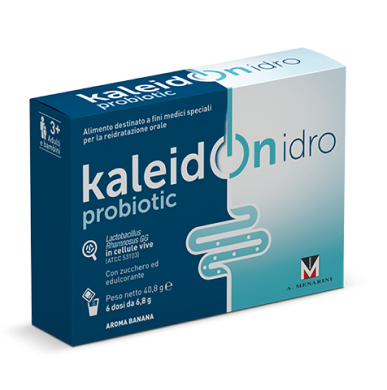 kaleidOn idro
probiotic
3+
Adulti
e bambini
Alimento destinato a fini medici speciali
per la reidratazione orale
kaleidOn idro
probiotic
Lactobacillus
Rhamnosus GG
in cellule vive
(ATCC 53103)
Con zucchero ed
edulcorante
Peso netto 40,8 g e
6 dosi da 6,8 g
AROMA BANANA
A. MENARINI